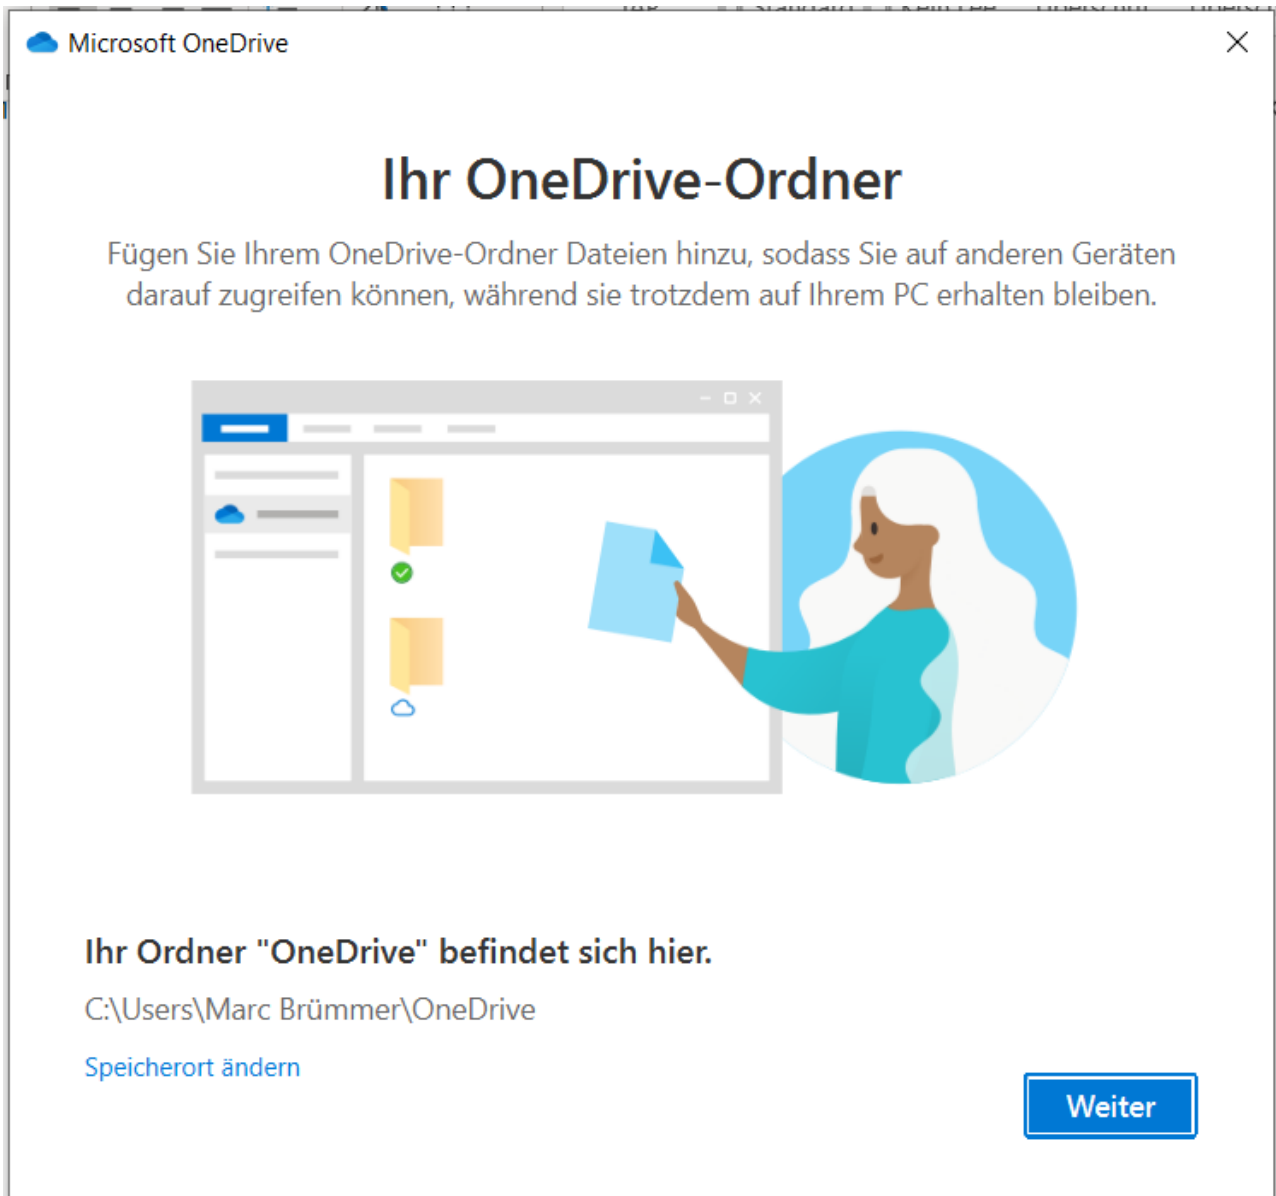 Microsoft OneDrive
Ihr OneDrive-Ordner
Fügen Sie Ihrem OneDrive-Ordner Dateien hinzu, sodass Sie auf anderen Geräten
darauf zugreifen können, während sie trotzdem auf Ihrem PC erhalten bleiben.
Ihr Ordner "OneDrive" befindet sich hier.
C:\Users\Marc Brümmer\OneDrive
Speicherort ändern
Weiter